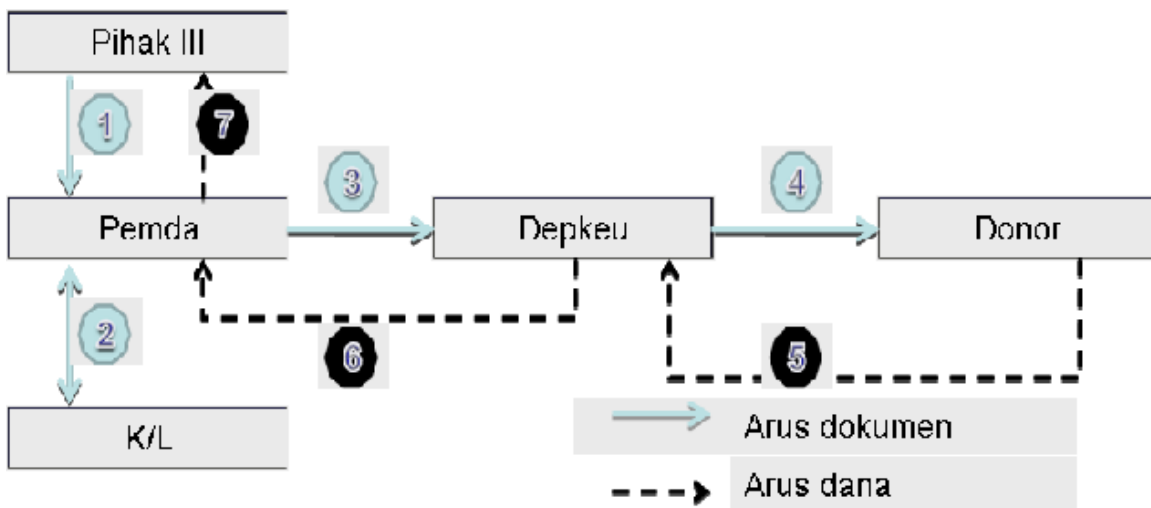 Pihak III
1
7
3
4
Pemda
Depkeu
Donor
2
6
5
K/L
Arus dokumen
Arus dana